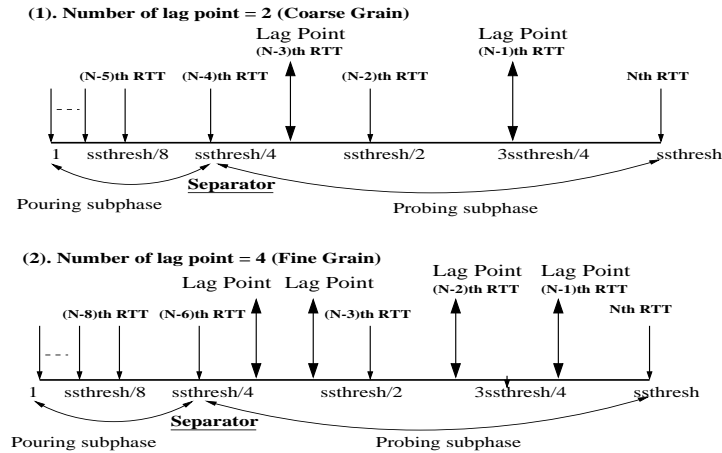 (1). Number of lag point = 2 (Coarse Grain)
Lag Point
Lag Point
(N-5)th RTT
(N-4)th RTT
(N-3)th RTT
(N-2)th RTT
(N-1)th RTT
Nth RTT
1
ssthresh/8
ssthresh/4
ssthresh/2
3ssthresh/4
ssthresh
Separator
Pouring subphase
Probing subphase
(2). Number of lag point = 4 (Fine Grain)
Lag Point
Lag Point
Lag Point
Lag Point
(N-8)th RTT
(N-6)th RTT
(N-3)th RTT
(N-2)th RTT
(N-1)th RTT
Nth RTT
1
ssthresh/8
ssthresh/4
ssthresh/2
3ssthresh/4
ssthresh
Separator
Pouring subphase
Probing subphase